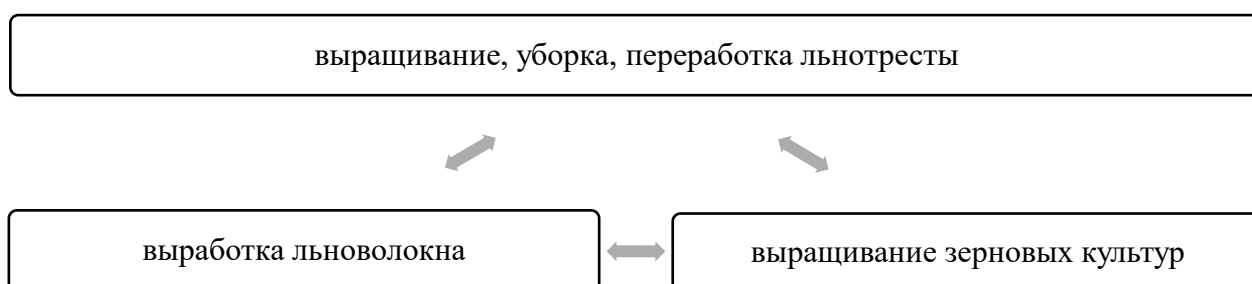 выращивание, уборка, переработка льнотресты
выработка льноволокна
выращивание зерновых культур